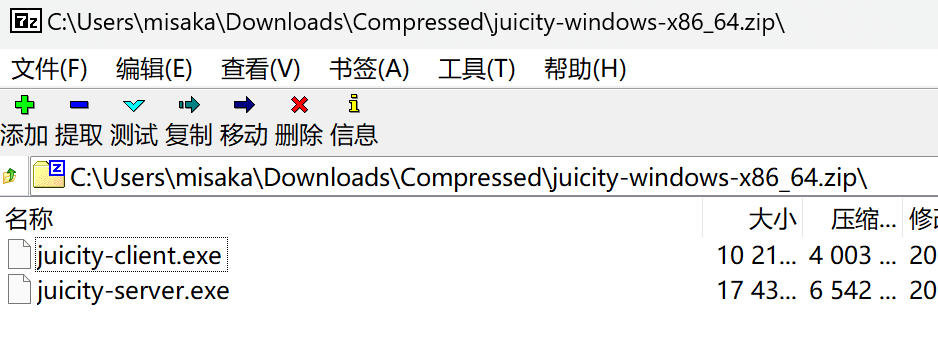 7z C:\Users\misaka\Downloads\Compressed\juicity-windows-x86_64.zip\
文件(F) 编辑(E) 查看(V) 书签(A) 工具(T) 帮助(H)
添加 提取 测试 复制 移动 删除 信息
C:\Users\misaka\Downloads\Compressed\juicity-windows-x86_64.zip\
名称 大小 压缩... 修改
juicity-client.exe 10 21... 4 003 ... 20
juicity-server.exe 17 43... 6 542 ... 20